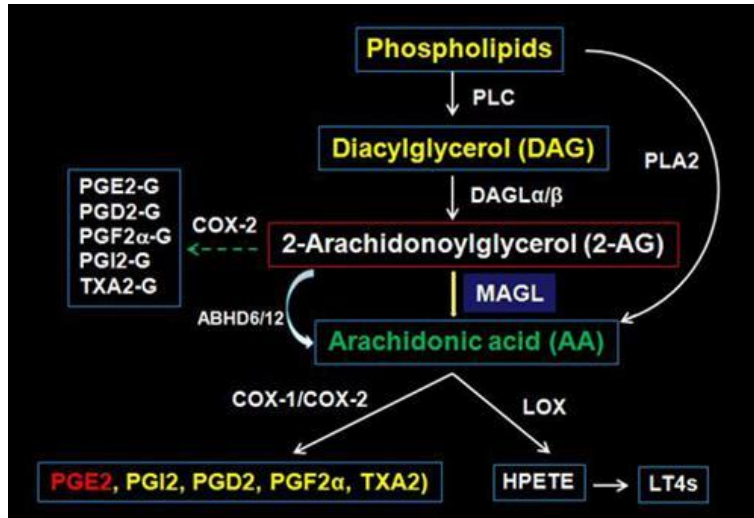 Phospholipids
PLC
PLA2
Diacylglycerol (DAG)
DAGLα/β
PGE2-G
PGD2-G
PGF2α-G
PGI2-G
TXA2-G
COX-2
2-Arachidonoylglycerol (2-AG)
MAGL
ABHD6/12
Arachidonic acid (AA)
COX-1/COX-2
LOX
PGE2, PGI2, PGD2, PGF2α, TXA2)
HPETE
LT4s